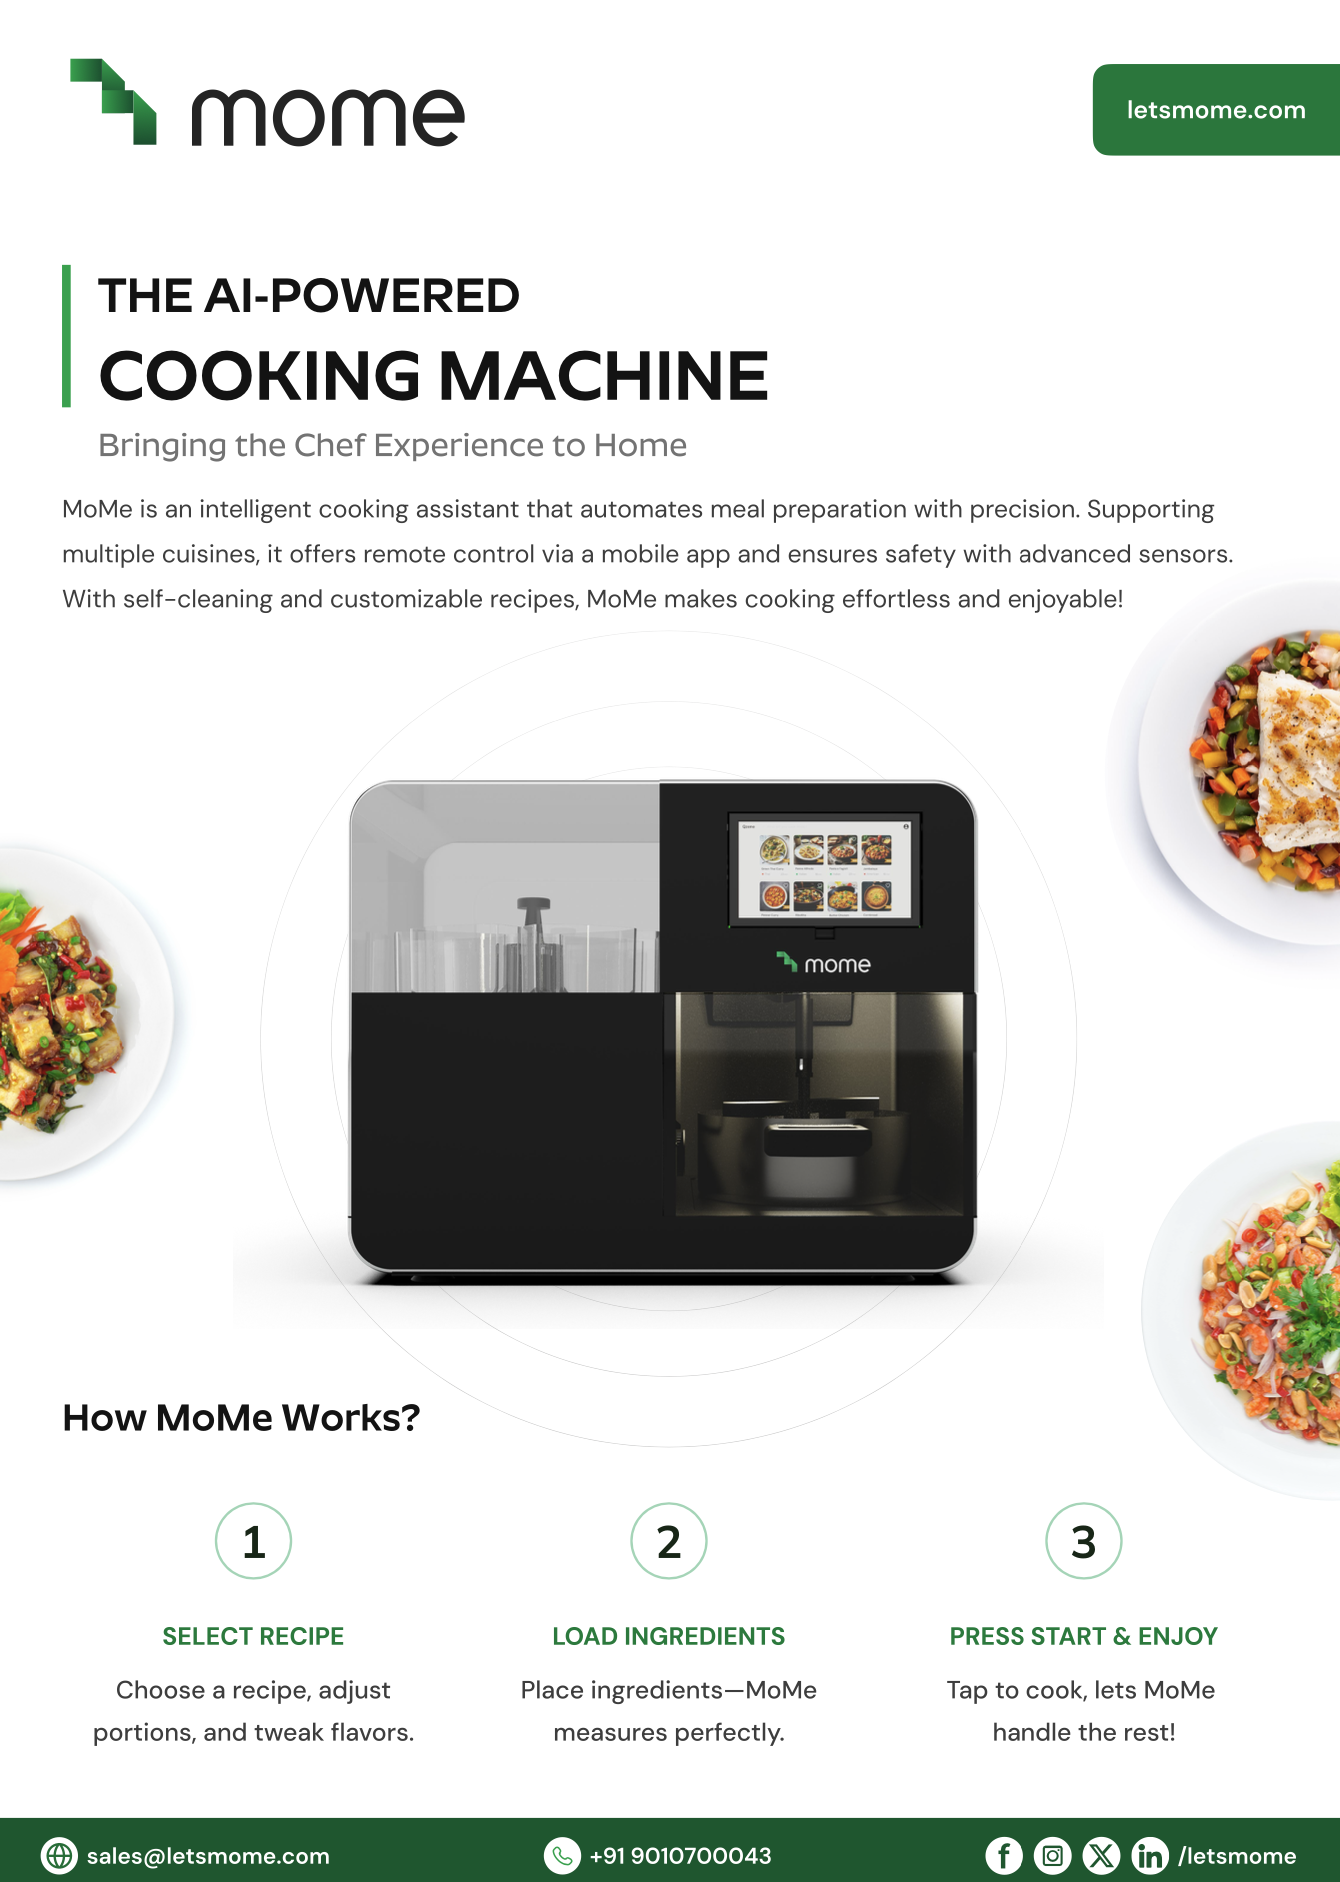 mome
letsmome.com
THE AI-POWERED
COOKING MACHINE
Bringing the Chef Experience to Home
MoMe is an intelligent cooking assistant that automates meal preparation with precision. Supporting
multiple cuisines, it offers remote control via a mobile app and ensures safety with advanced sensors.
With self-cleaning and customizable recipes, MoMe makes cooking effortless and enjoyable!
mome
How MoMe Works?
1
2
3
SELECT RECIPE
LOAD INGREDIENTS
PRESS START & ENJOY
Choose a recipe, adjust
portions, and tweak flavors.
Place ingredients—MoMe
measures perfectly.
Tap to cook, lets MoMe
handle the rest!
sales@letsmome.com
+91 9010700043
/letsmome